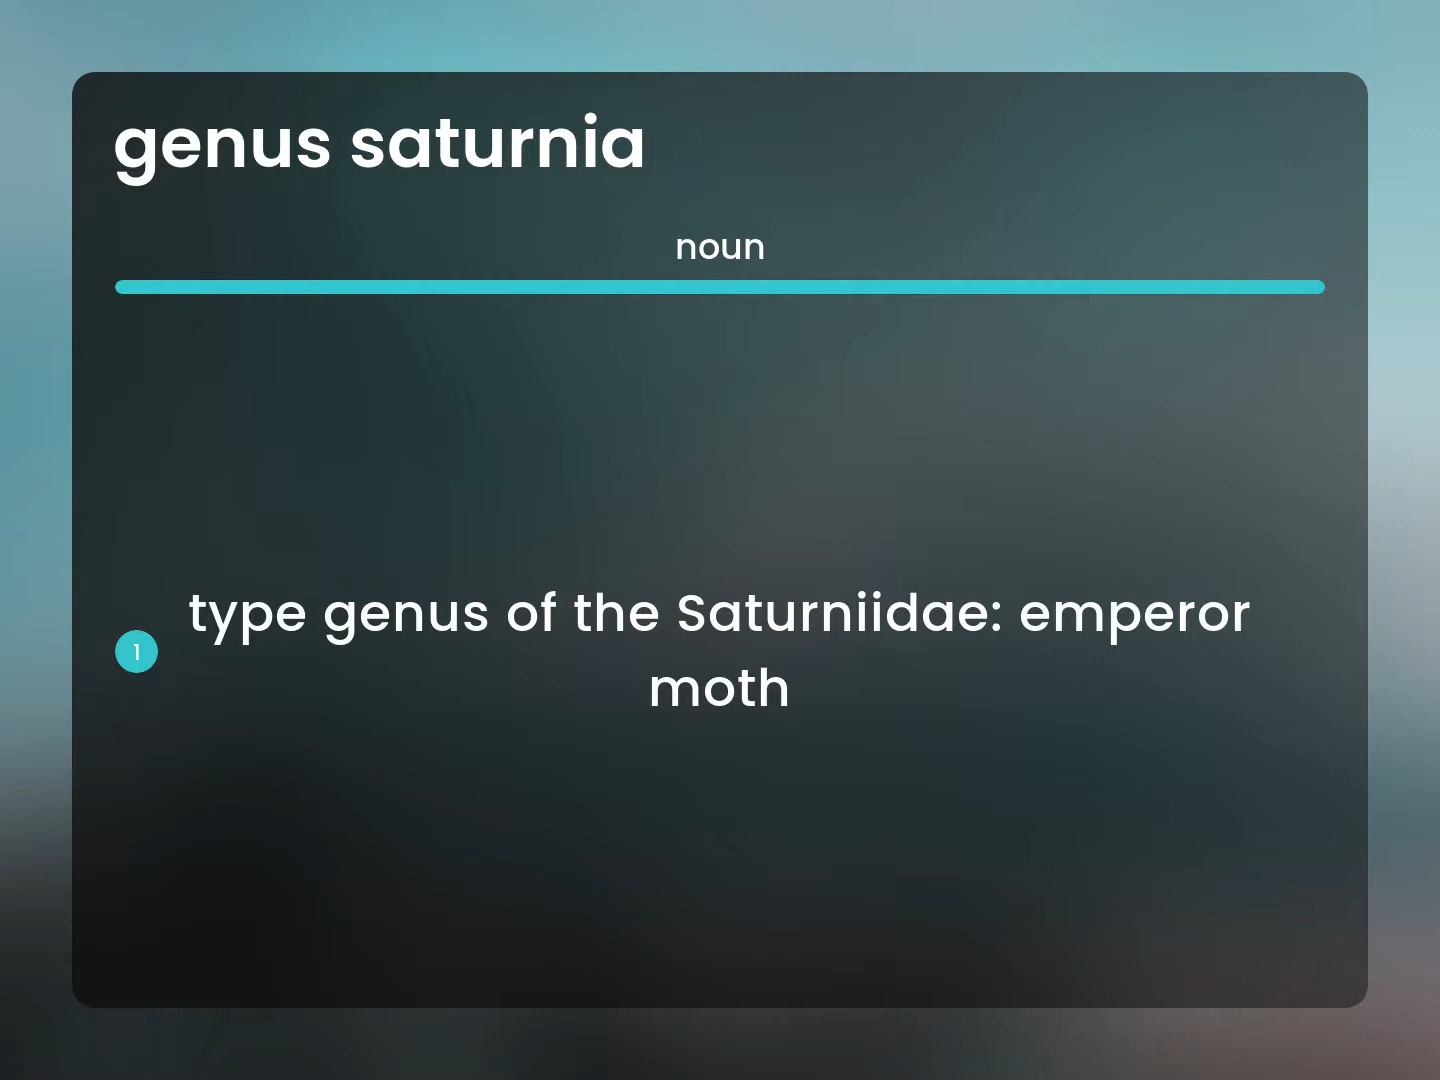 genus saturnia
noun
type genus of the Saturniidae: emperor
1
moth